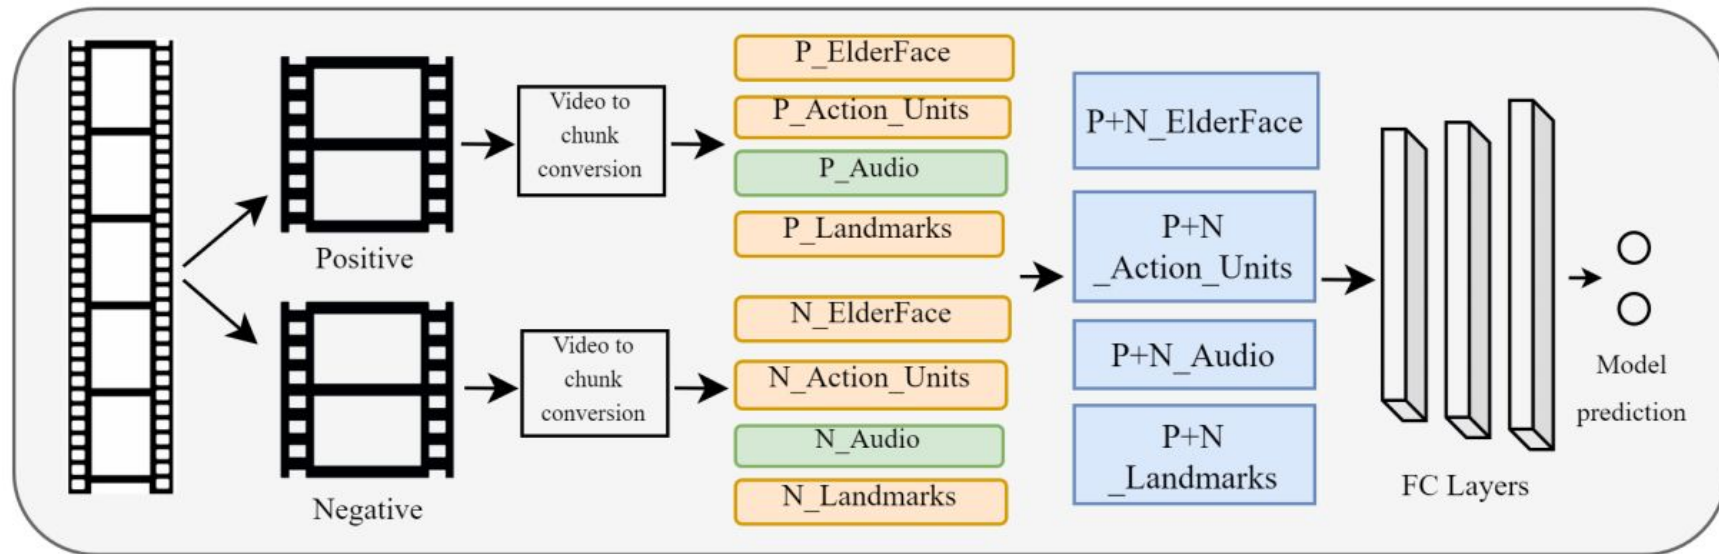 Positive
Negative
Video to
chunk
conversion
Video to
chunk
conversion
P_ElderFace
P_Action_Units
P_Audio
P_Landmarks
N_ElderFace
N_Action_Units
N_Audio
N_Landmarks
P+N_ElderFace
P+N
_Action_Units
P+N_Audio
P+N
_Landmarks
FC Layers
Model
prediction